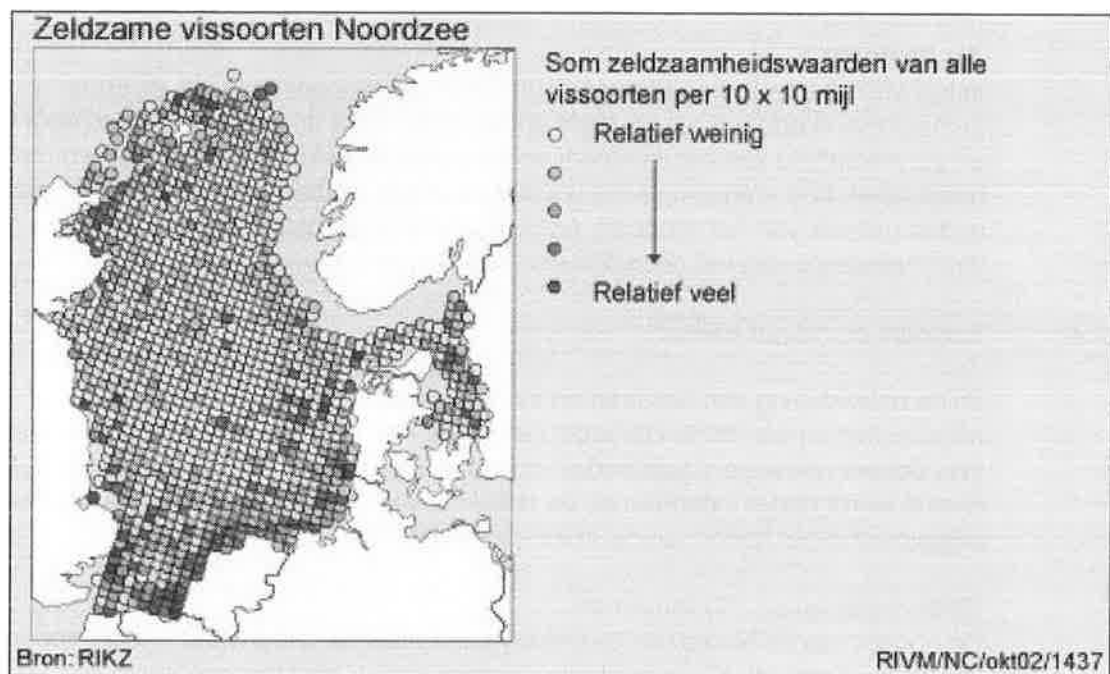 Zeldzame vissoorten Noordzee
Som zeldzaamheidswaarden van alle
vissoorten per 10 x 10 mijl
Relatief weinig
Relatief veel
Bron: RIKZ
RIVM/NC/okt02/1437